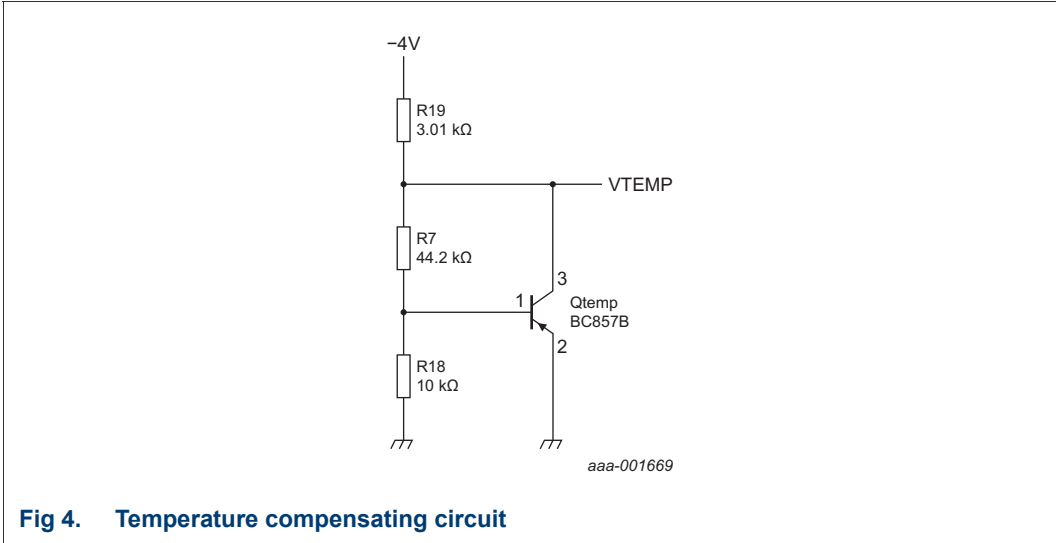 −4V
R19
3.01 kΩ
VTEMP
R7
44.2 kΩ
3
1
Qtemp
BC857B
2
R18
10 kΩ
aaa-001669
Fig 4. Temperature compensating circuit